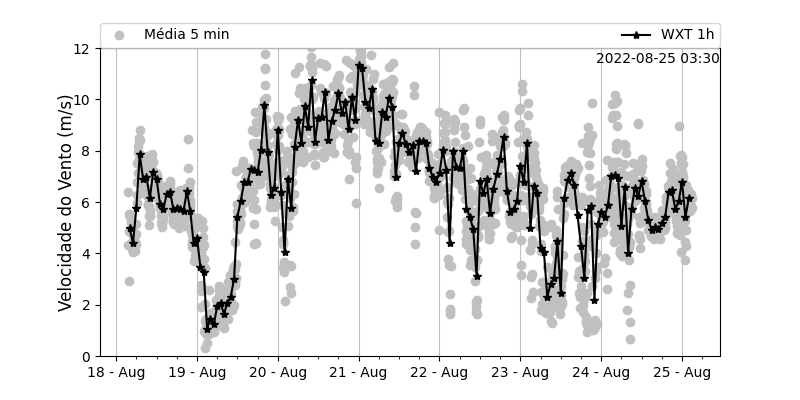 Média 5 min WXT 1h
2022-08-25 03:30
Velocidade do Vento (m/s)
12
10
8
6
4
2
0
18 - Aug 19 - Aug 20 - Aug 21 - Aug 22 - Aug 23 - Aug 24 - Aug 25 - Aug